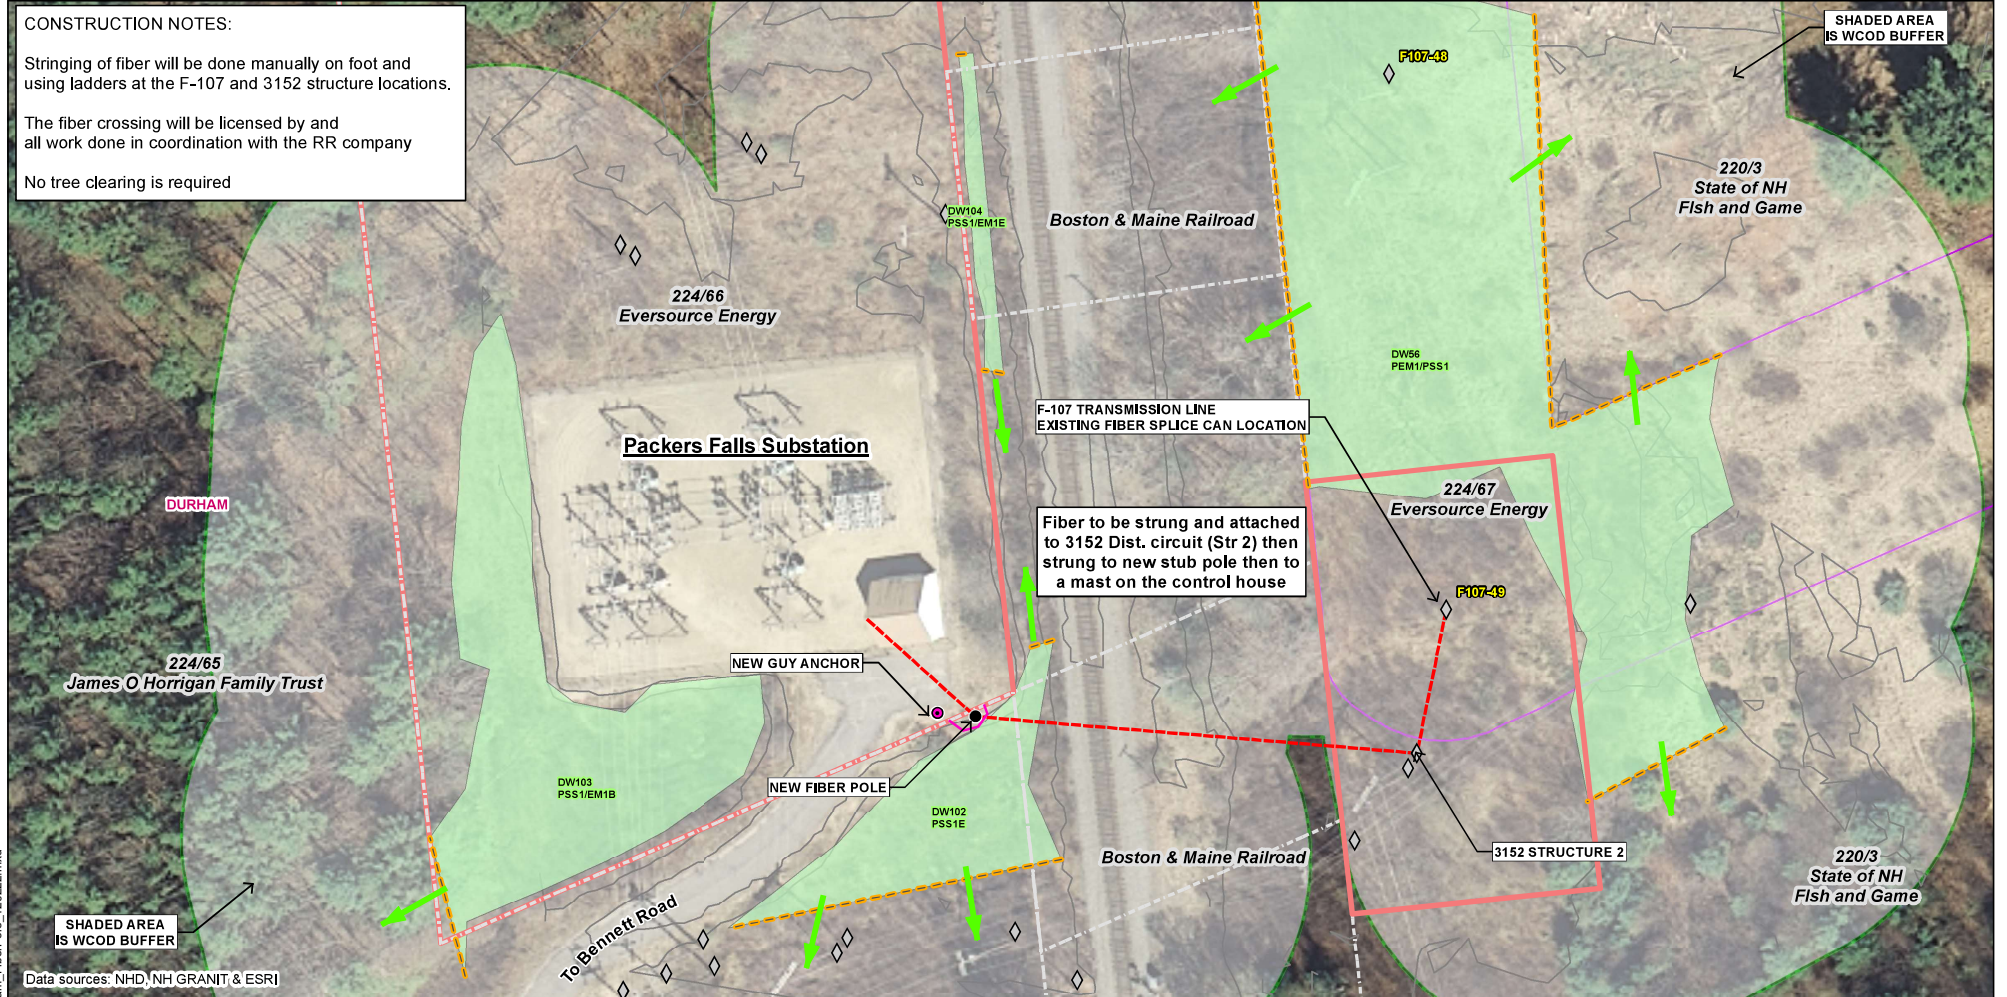 CONSTRUCTION NOTES:
Stringing of fiber will be done manually on foot and
using ladders at the F-107 and 3152 structure locations.
The fiber crossing will be licensed by and
all work done in coordination with the RR company
No tree clearing is required
F107-48
SHADED AREA
IS WCOD BUFFER
220/3
State of NH
FIsh and Game
DW104
PSS1/EM1E
Boston & Maine Railroad
224/66
Eversource Energy
DW56
PEM1/PSS1
F-107 TRANSMISSION LINE
EXISTING FIBER SPLICE CAN LOCATION
Packers Falls Substation
DURHAM
224/67
Eversource Energy
Fiber to be strung and attached
to 3152 Dist. circuit (Str 2) then
strung to new stub pole then to
a mast on the control house
F107-49
224/65
James O Horrigan Family Trust
NEW GUY ANCHOR
NEW FIBER POLE
DW103
PSS1/EM1B
DW102
PSS1E
Boston & Maine Railroad
3152 STRUCTURE 2
220/3
State of NH
FIsh and Game
SHADED AREA
IS WCOD BUFFER
To Bennett Road
Data sources: NHD, NH GRANIT & ESRI